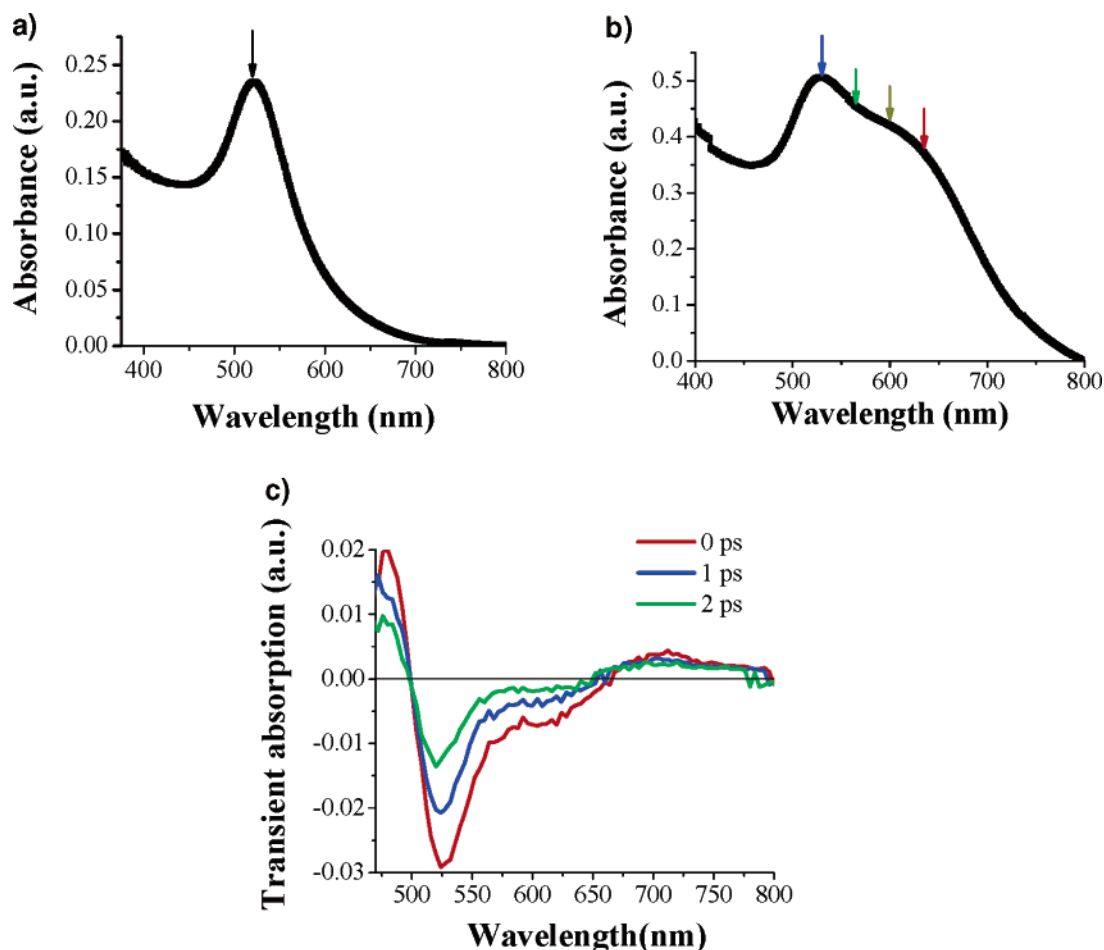 a)
Absorbance (a.u.)
0.25
0.20
0.15
0.10
0.05
0.00
400 500 600 700 800
Wavelength (nm)
b)
Absorbance (a.u.)
0.5
0.4
0.3
0.2
0.1
0.0
400 500 600 700 800
Wavelength (nm)
c)
Transient absorption (a.u.)
0.02
0.01
0.00
-0.01
-0.02
-0.03
0 ps
1 ps
2 ps
500 550 600 650 700 750 800
Wavelength(nm)